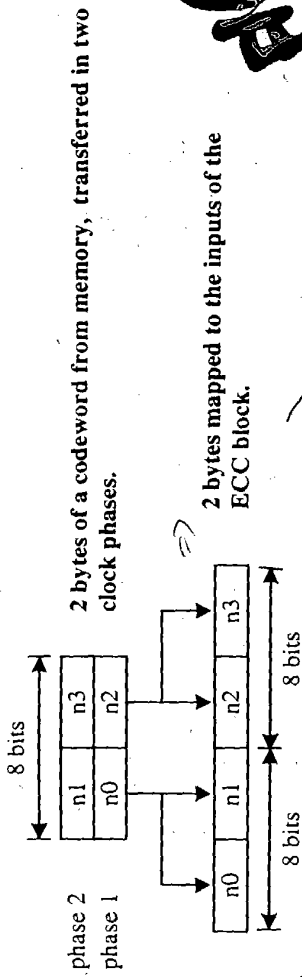 8 bits
phase 2 n1 n3
phase 1 n0 n2
2 bytes of a codeword from memory, transferred in two
clock phases.
n0 n1 n2 n3
8 bits 8 bits
2 bytes mapped to the inputs of the
ECC block.